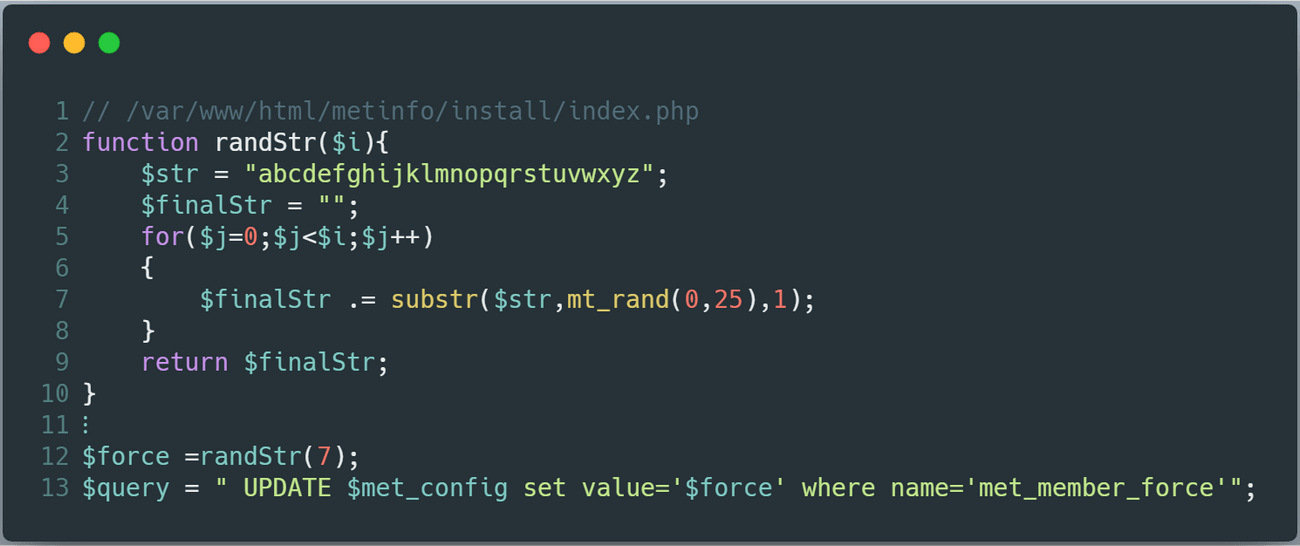 1 // /var/www/html/metinfo/install/index.php
2 function randStr($i){
3     $str = "abcdefghijklmnopqrstuvwxyz";
4     $finalStr = "";
5     for($j=0;$j<$i;$j++)
6     {
7         $finalStr .= substr($str,mt_rand(0,25),1);
8     }
9     return $finalStr;
10 }
11 ⋮
12 $force =randStr(7);
13 $query = " UPDATE $met_config set value='$force' where name='met_member_force'";